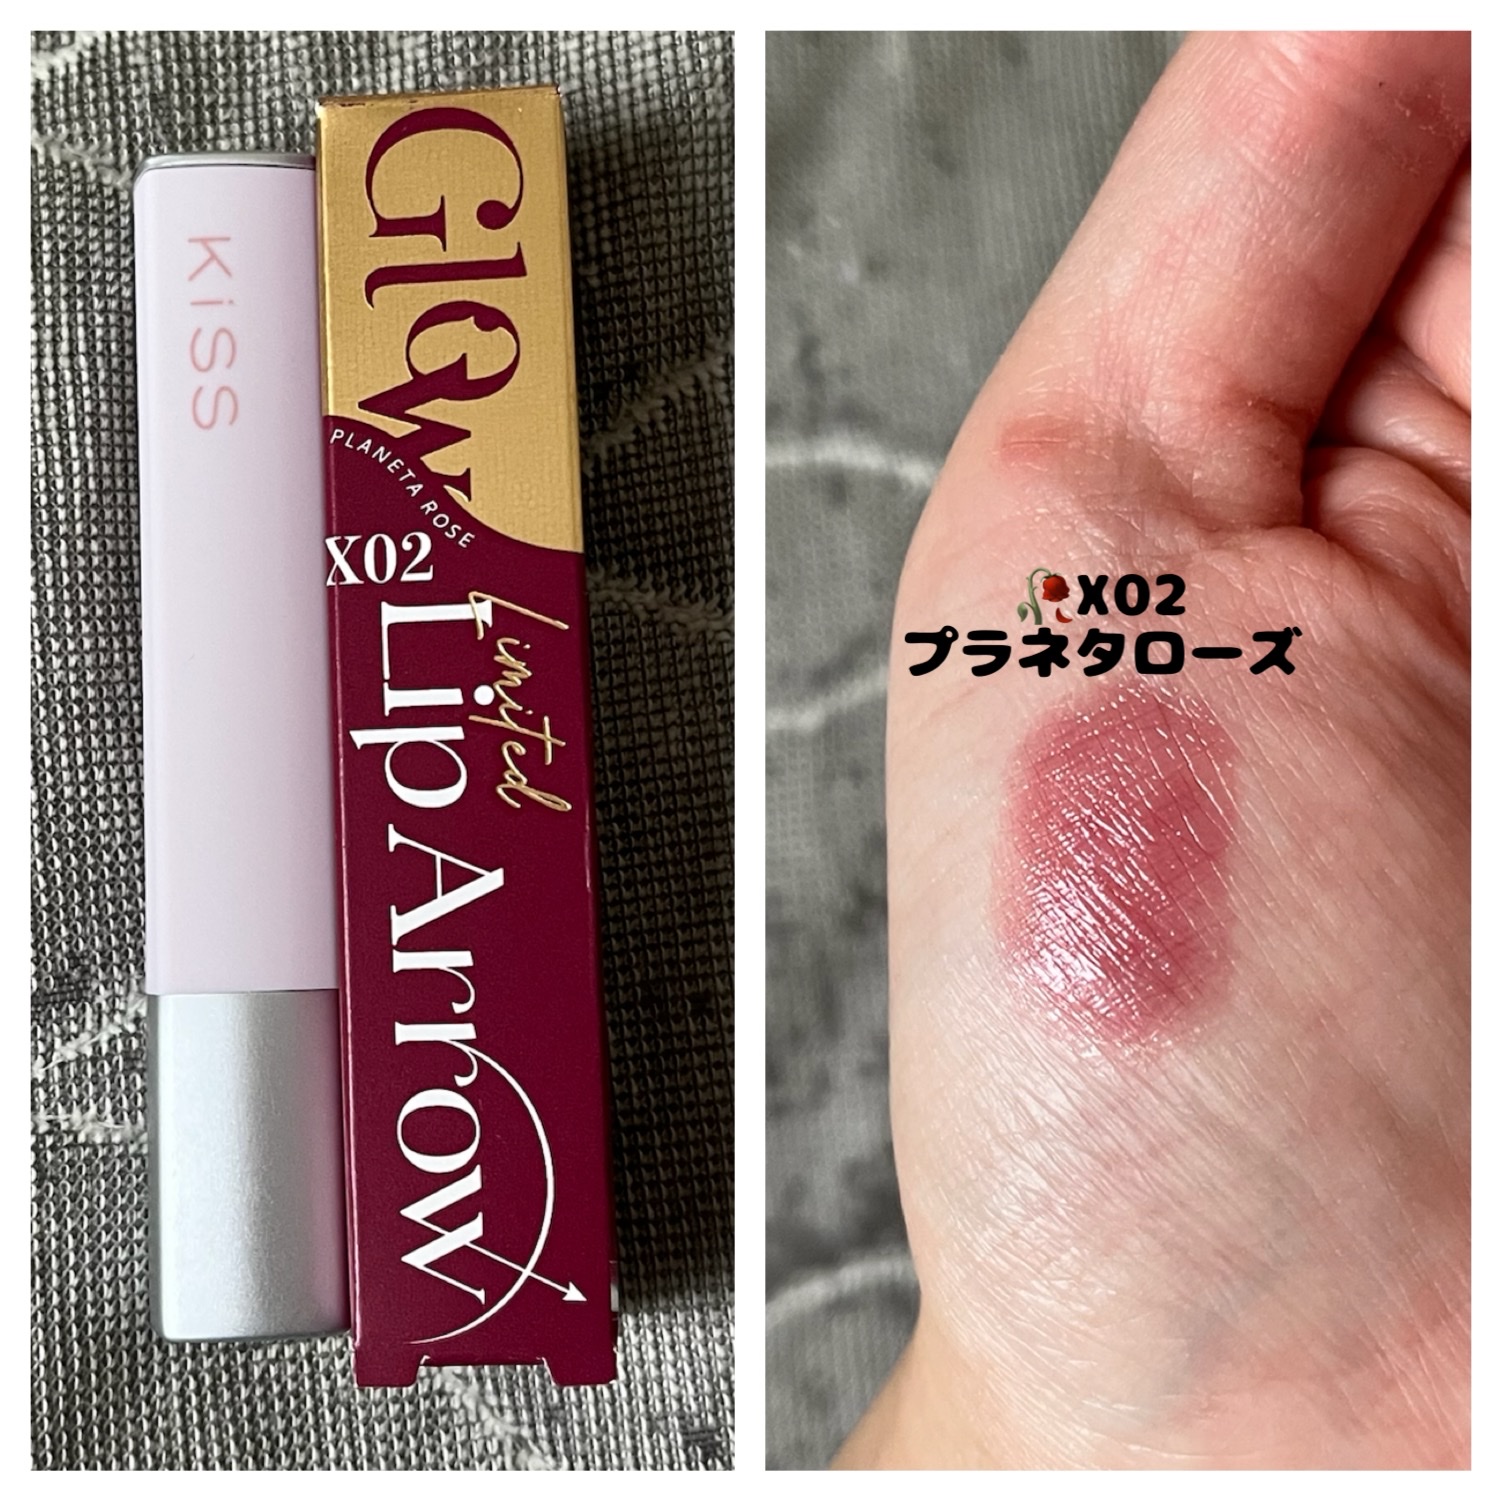 KiSS
Glow
PLANETA ROSE
X02
Limited
Lip Arrow
X02
プラネタローズ